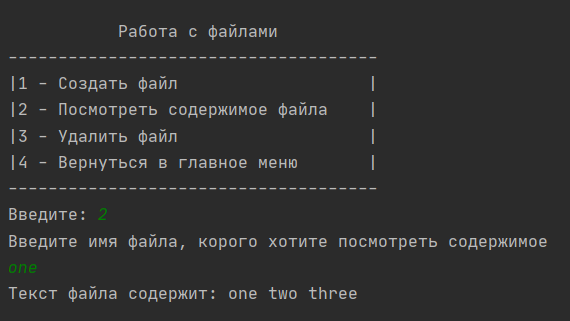 Работа с файлами
-------------------------------------
|1 – Создать файл |
|2 – Посмотреть содержимое файла |
|3 – Удалить файл |
|4 – Вернуться в главное меню |
-------------------------------------
Введите: 2
Введите имя файла, корого хотите посмотреть содержимое
one
Текст файла содержит: one two three